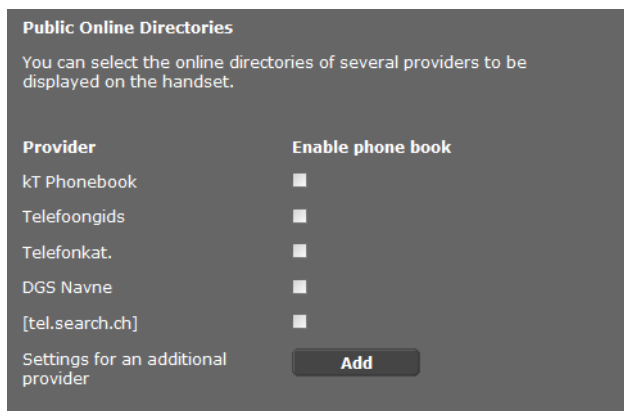 Public Online Directories
You can select the online directories of several providers to be
displayed on the handset.
Provider Enable phone book
kT Phonebook
Telefoongids
Telefonkat.
DGS Navne
[tel.search.ch]
Settings for an additional Add
provider